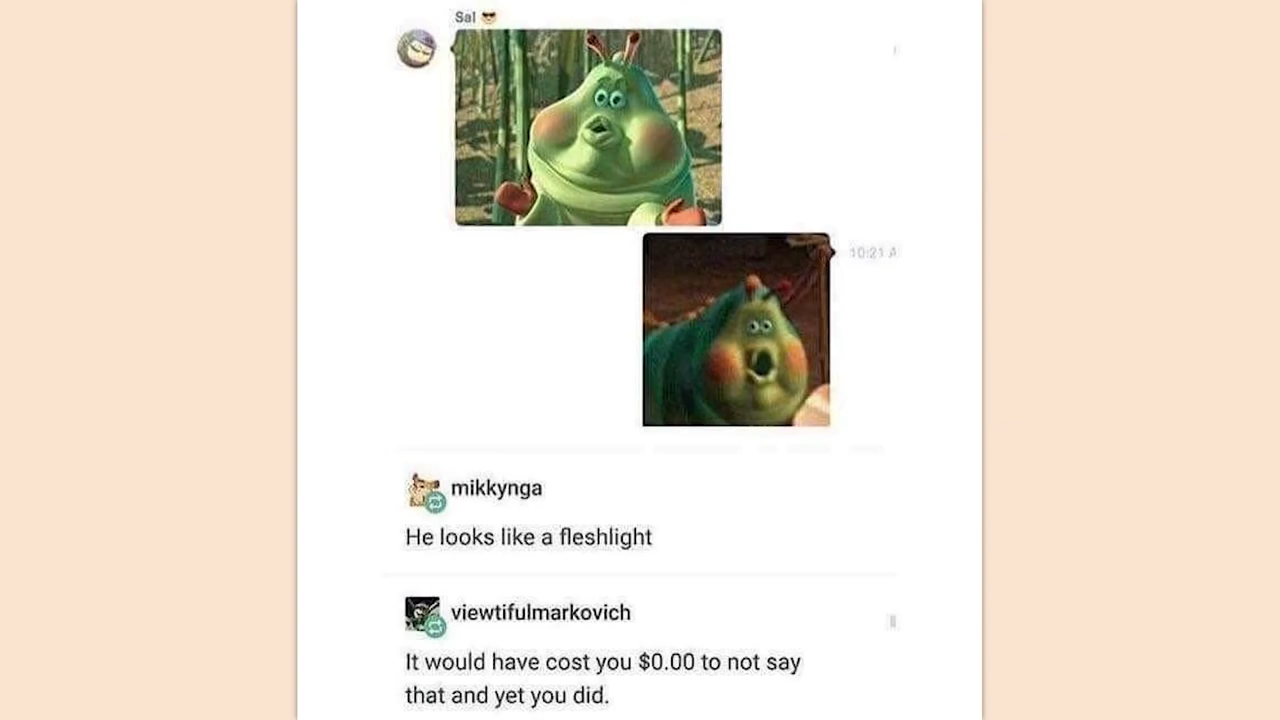 Sal 😎
10:21 A
mikkynga
He looks like a fleshlight
viewtifulmarkovich
It would have cost you $0.00 to not say
that and yet you did.